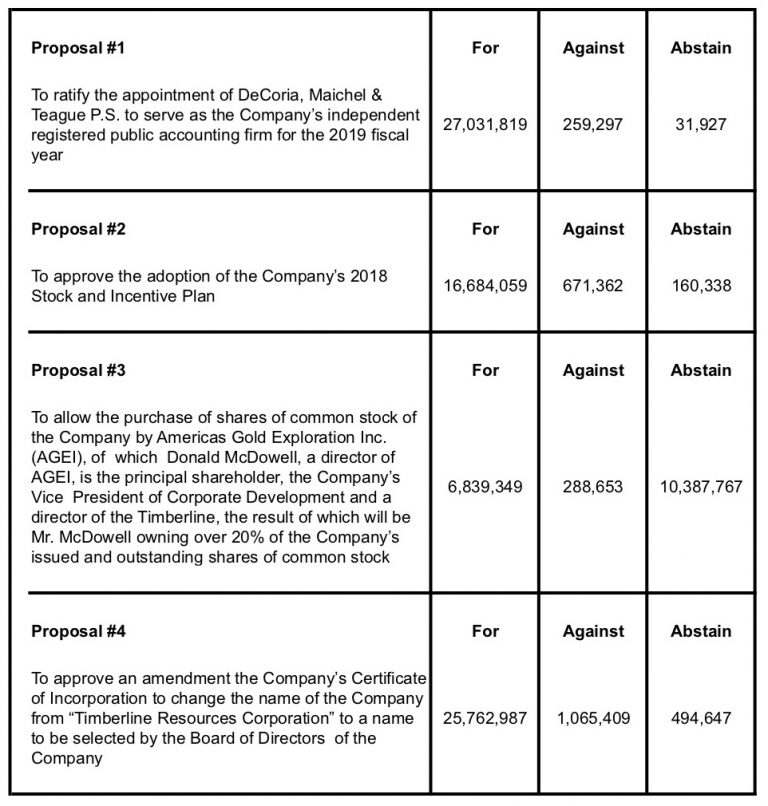 Proposal #1 For Against Abstain
To ratify the appointment of DeCoria, Maichel &
Teague P.S. to serve as the Company’s independent
registered public accounting firm for the 2019 fiscal
year
27,031,819 259,297 31,927
Proposal #2 For Against Abstain
To approve the adoption of the Company’s 2018
Stock and Incentive Plan
16,684,059 671,362 160,338
Proposal #3 For Against Abstain
To allow the purchase of shares of common stock of
the Company by Americas Gold Exploration Inc.
(AGEI), of which Donald McDowell, a director of
AGEI, is the principal shareholder, the Company’s
Vice President of Corporate Development and a
director of the Timberline, the result of which will be
Mr. McDowell owning over 20% of the Company’s
issued and outstanding shares of common stock
6,839,349 288,653 10,387,767
Proposal #4 For Against Abstain
To approve an amendment the Company’s Certificate
of Incorporation to change the name of the Company
from “Timberline Resources Corporation” to a name
to be selected by the Board of Directors of the
Company
25,762,987 1,065,409 494,647